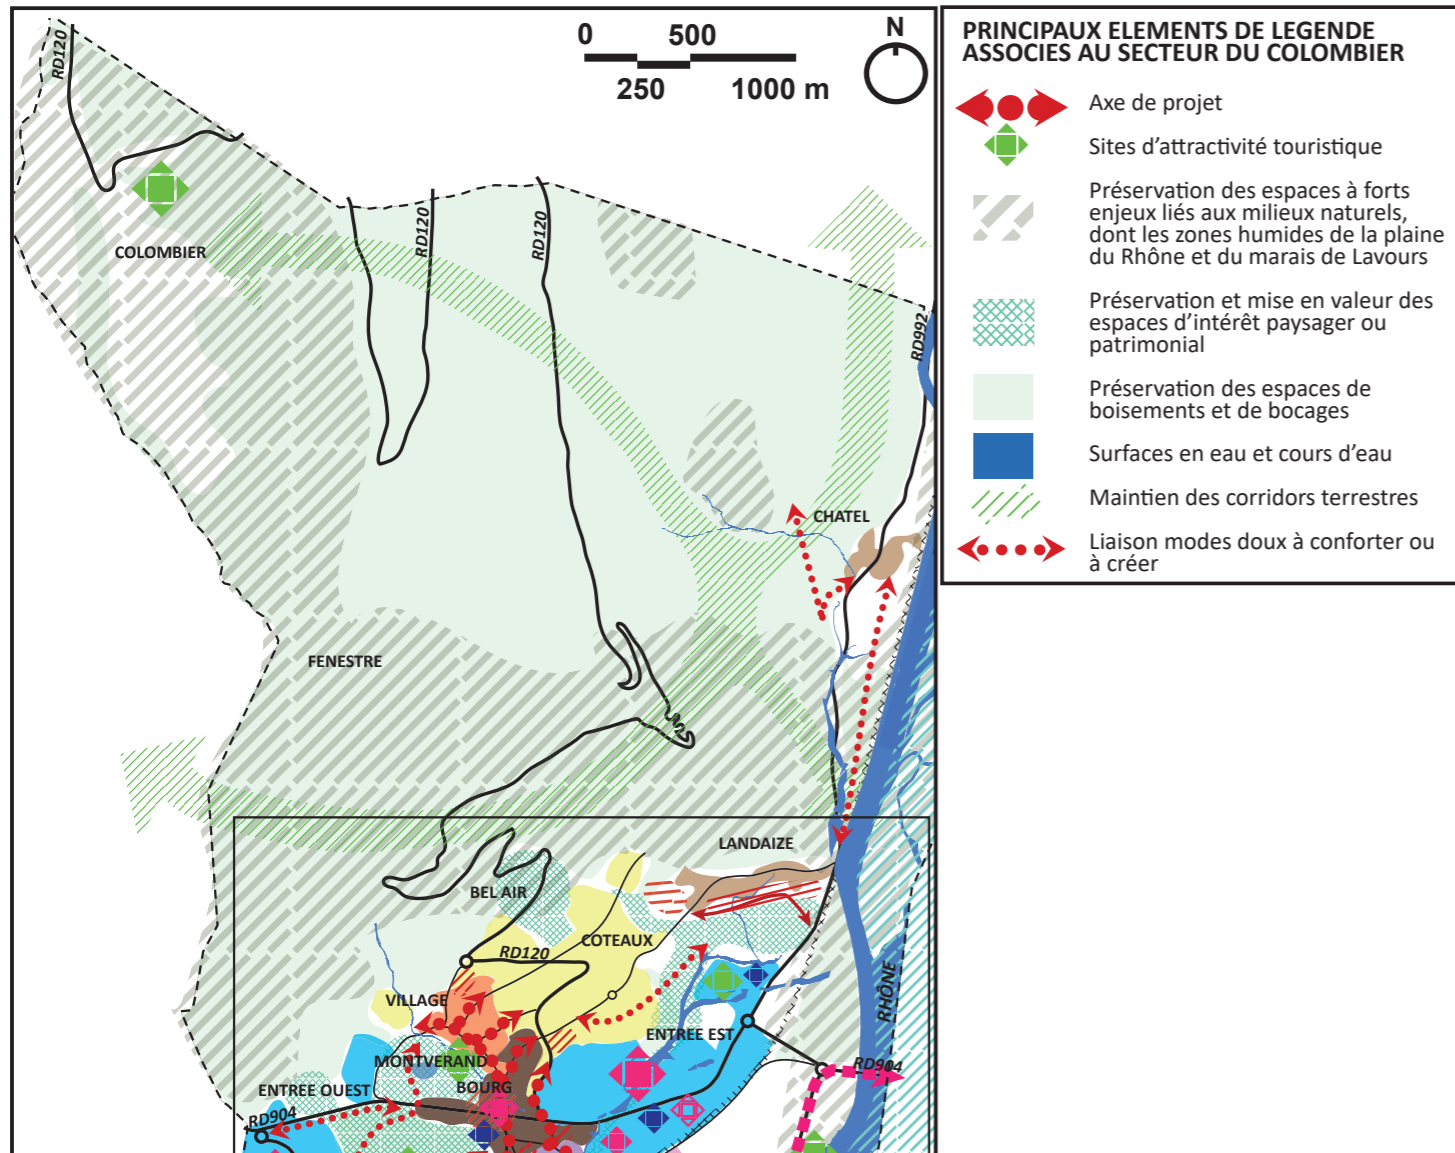 0 500
250 1000 m
N
PRINCIPAUX ELEMENTS DE LEGENDE
ASSOCIES AU SECTEUR DU COLOMBIER
Axe de projet
Sites d'attractivité touristique
Préservation des espaces à forts
enjeux liés aux milieux naturels,
dont les zones humides de la plaine
du Rhône et du marais de Lavours
Préservation et mise en valeur des
espaces d'intérêt paysager ou
patrimonial
Préservation des espaces de
boisements et de bocages
Surfaces en eau et cours d'eau
Maintien des corridors terrestres
Liaison modes doux à conforter ou
à créer
RD120
COLOMBIER
RD120
RD120
RD992
CHATEL
FENESTRE
LANDAIZE
BEL AIR
COTEAUX
RD120
VILLAGE
RHÔNE
ENTREE EST
MONTVERAND
BOURG
ENTREE OUEST
RD904
RD904